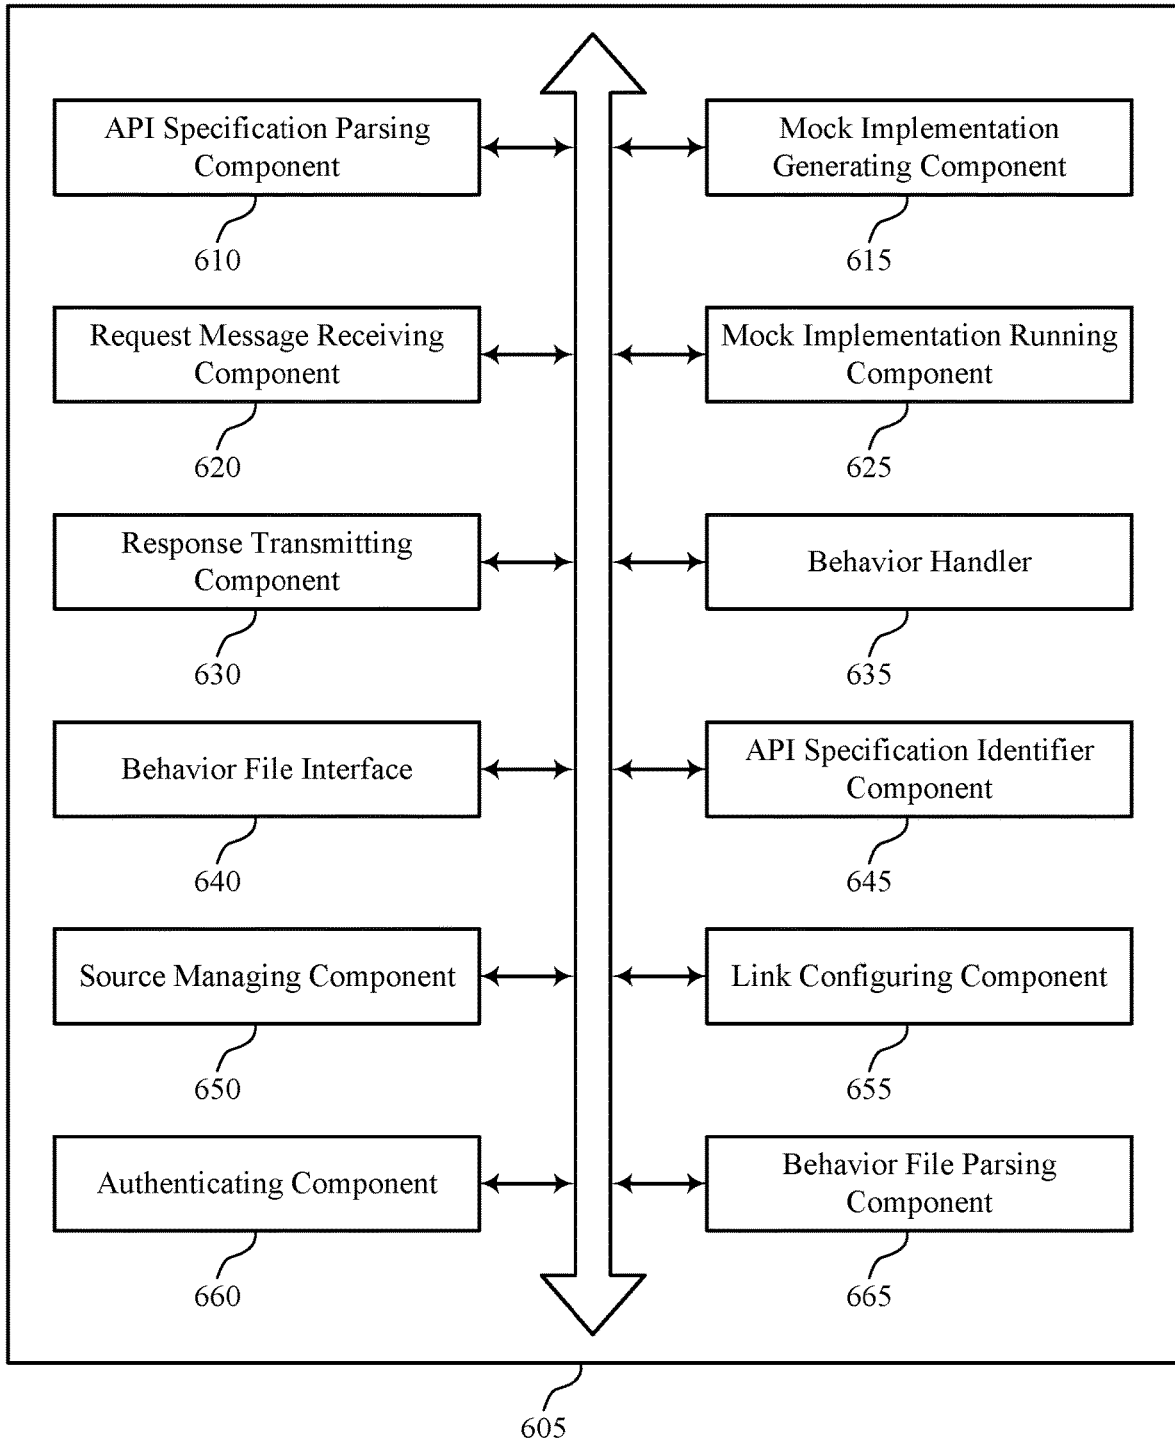 API Specification Parsing
Component
610
Mock Implementation
Generating Component
615
Request Message Receiving
Component
620
Mock Implementation Running
Component
625
Response Transmitting
Component
630
Behavior Handler
635
Behavior File Interface
640
API Specification Identifier
Component
645
Source Managing Component
650
Link Configuring Component
655
Authenticating Component
660
Behavior File Parsing
Component
665
605